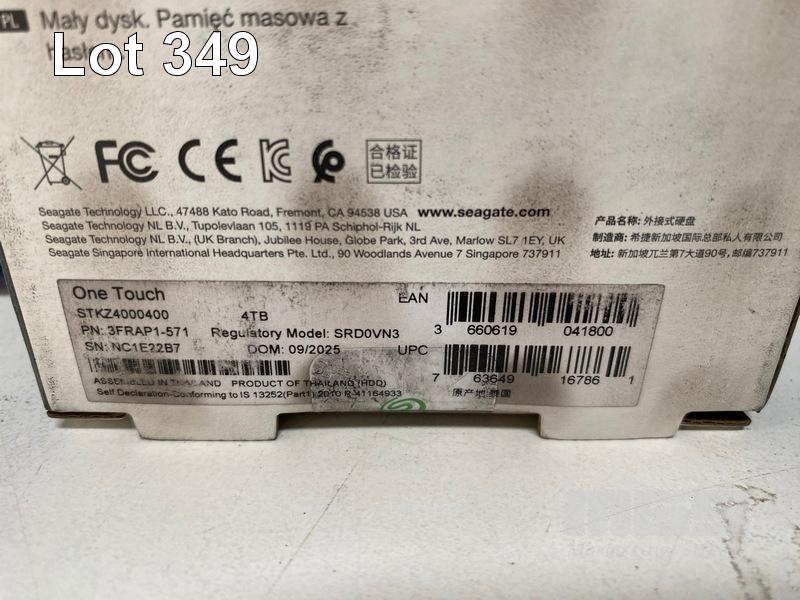 PL Mały dysk. Pamięć masowa z
Lot 349
FC CE
合格证
已检验
Seagate Technology LLC., 47488 Kato Road, Fremont, CA 94538 USA www.seagate.com
Seagate Technology NL B.V., Tupolevlaan 105, 1119 PA Schiphol-Rijk NL
Seagate Technology NL B.V., (UK Branch), Jubilee House, Globe Park, 3rd Ave, Marlow SL7 1EY, UK
Seagate Singapore International Headquarters Pte. Ltd., 90 Woodlands Avenue 7 Singapore 737911
产品名称: 外接式硬盘
制造商: 希捷新加坡国际总部私人有限公司
地址: 新加坡兀兰第7大道90号, 邮编737911
One Touch
STKZ4000400 4TB
PN: 3FRAP1-571 Regulatory Model: SRD0VN3
SN: NC1E22B7 DOM: 09/2025
EAN
3 660619 041800
UPC
7 63649 16786 1
ASSEMBLED IN THAILAND PRODUCT OF THAILAND (HDD)
Self Declaration-Conforming to IS 13252(Part1):2010 R-41164933
原产地:泰國